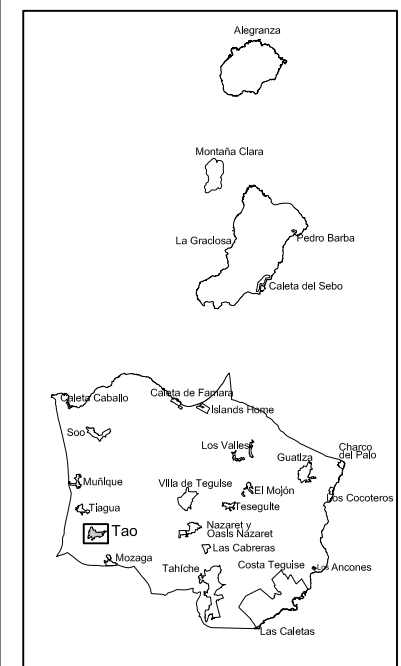 Alegranza
Montaña Clara
La Graciosa
Pedro Barba
Caleta del Sebo
Caleta Caballo
Caleta de Famara
Islands Home
Soo
Los Valles
Guatiza
Charco
del Palo
Muñique
Villa de Teguise
El Mojón
Los Cocoteros
Tiagua
Teseguite
Tao
Nazaret y
Oasis Nazaret
Las Cabreras
Mozaga
Tahíche
Costa Teguise
Los Ancones
Las Caletas